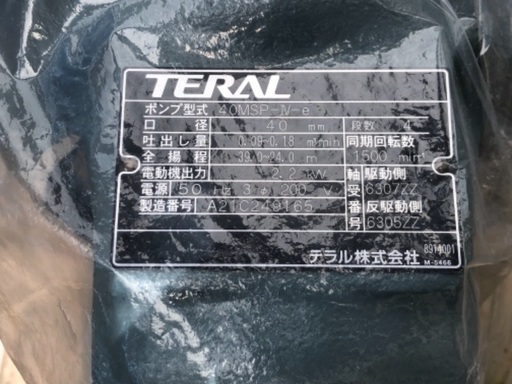 TERAL
ポンプ型式 40MSP-Ⅳ-e
口 径 40 mm 段数 4
吐出し量 0.09-0.18 m³/min 同期回転数
全 揚 程 39.0-24.0 m 1500 min⁻¹
電動機出力 2.2 kW 軸 駆動側
電源 50 Hz 3 φ 200 V 受 6307ZZ
製造番号 A21C249165 番 反駆動側
号 6305ZZ
テラル株式会社 8914001
M-5466